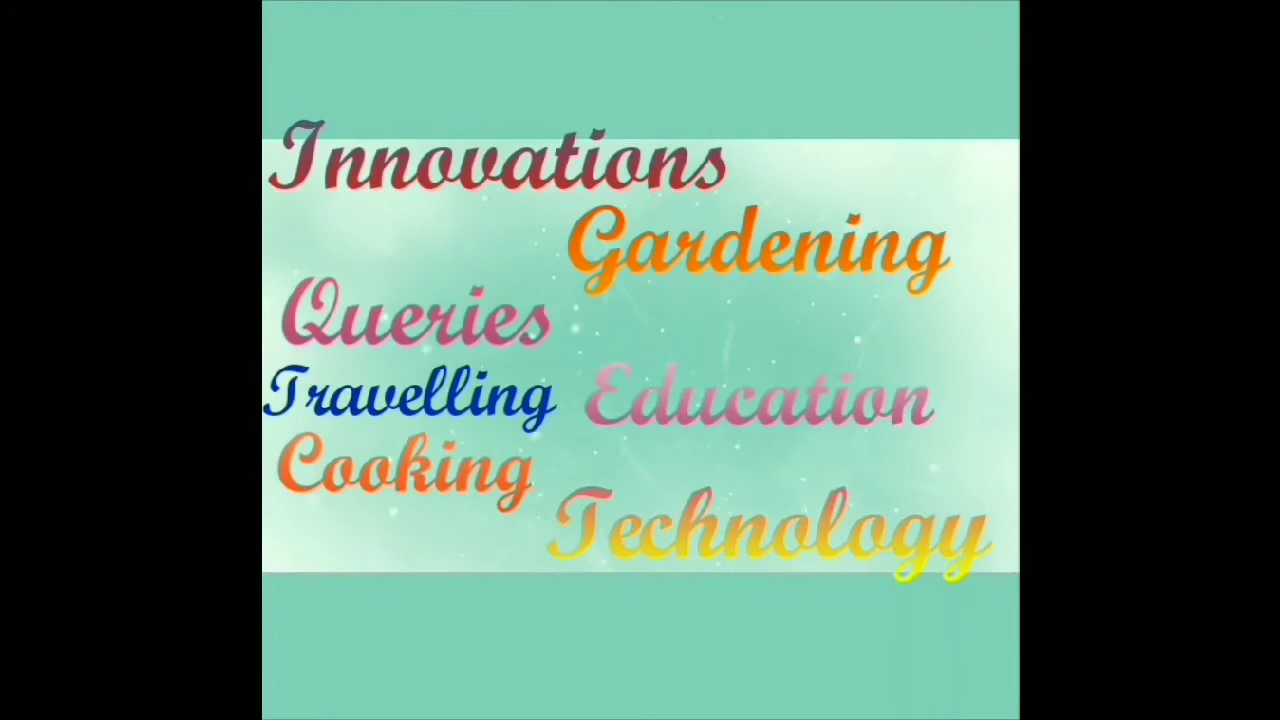 Innovations
Gardening
Queries
Travelling
Education
Cooking
Technology